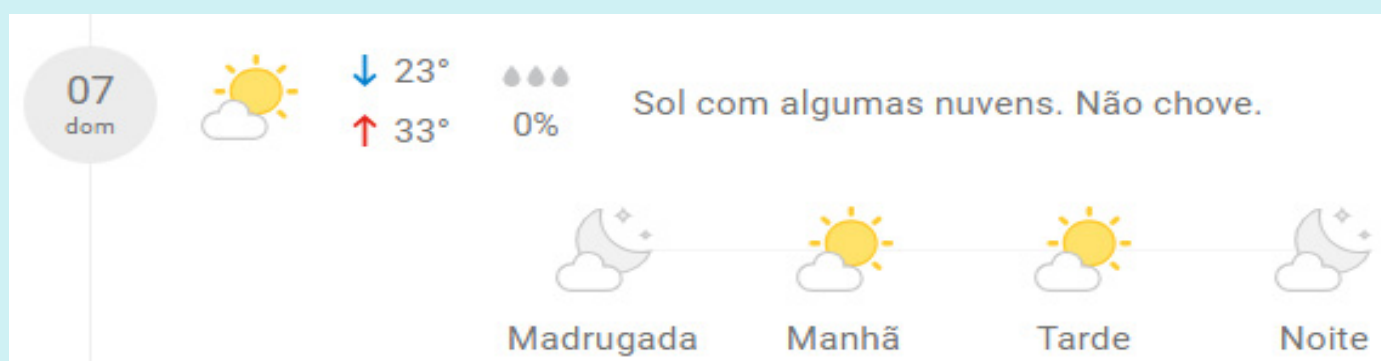 07
dom
↓ 23°
↑ 33°
0%
Sol com algumas nuvens. Não chove.
Madrugada
Manhã
Tarde
Noite